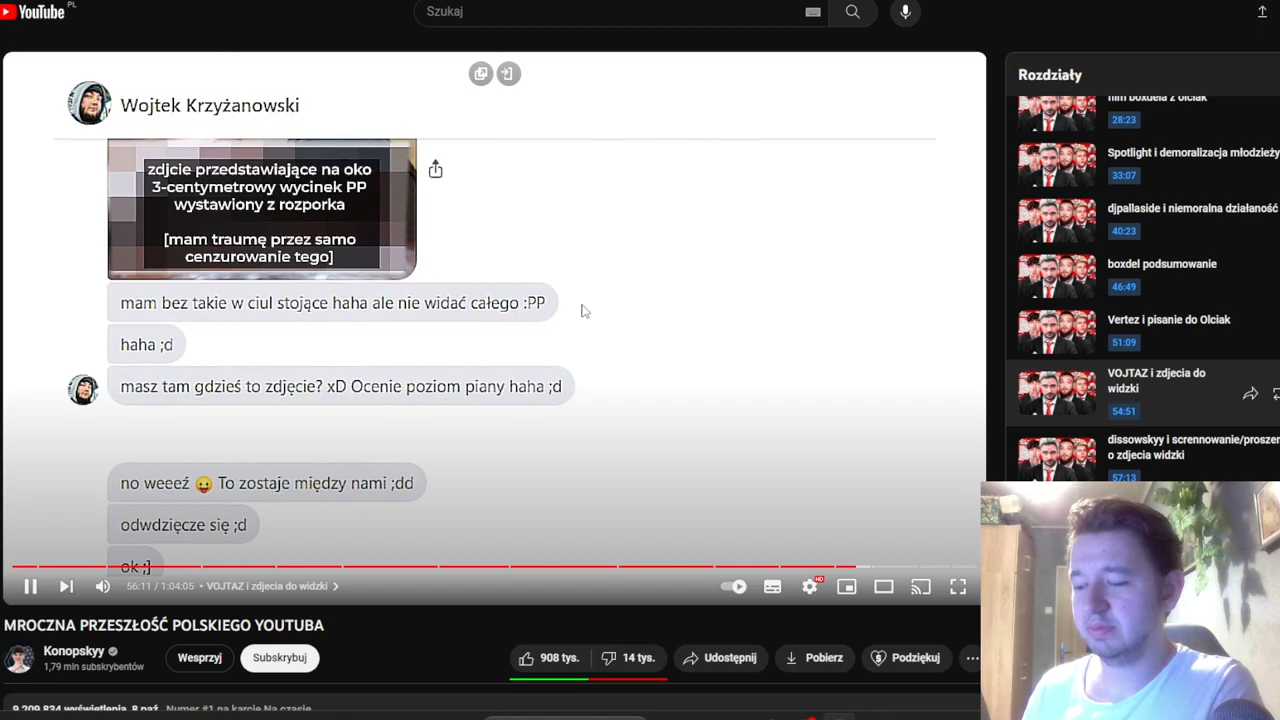 YouTube PL
Szukaj
Wojtek Krzyżanowski
zdjcie przedstawiające na oko
3-centymetrowy wycinek PP
wystawiony z rozporka
[mam traumę przez samo
cenzurowanie tego]
mam bez takie w ciul stojące haha ale nie widać całego :PP
haha ;d
masz tam gdzieś to zdjęcie? xD Ocenie poziom piany haha ;d
no weeeź 😛 To zostaje między nami ;dd
odwdzięcze się ;d
ok ;]
56:11 / 1:04:05 • VOJTAZ i zdjecia do widzki
HD
MROCZNA PRZESZŁOŚĆ POLSKIEGO YOUTUBA
Konopskyy
1,79 mln subskrybentów
Wesprzyj
Subskrybuj
908 tys.
14 tys.
Udostępnij
Pobierz
Podziękuj
9 209 834 wyświetlenia 8 paź Numer #1 na karcie Na czasie
Rozdziały
boxdela z olciak
28:23
Spotlight i demoralizacja młodzieży
33:07
djpallaside i niemoralna działaność
40:23
boxdel podsumowanie
46:49
Vertez i pisanie do Olciak
51:09
VOJTAZ i zdjecia do
widzki
54:51
dissowskyy i scrennowanie/proszen
o zdjecia widzki
57:13